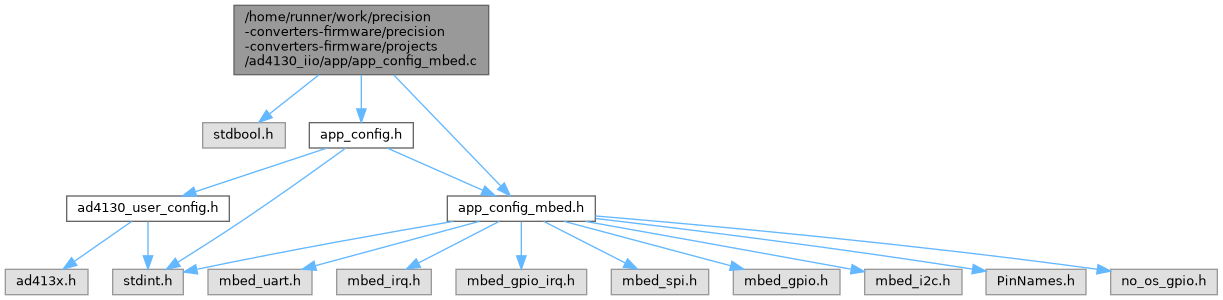 /home/runner/work/precision
-converters-firmware/precision
-converters-firmware/projects
/ad4130_iio/app/app_config_mbed.c
stdbool.h
app_config.h
ad4130_user_config.h
app_config_mbed.h
ad413x.h
stdint.h
mbed_uart.h
mbed_irq.h
mbed_gpio_irq.h
mbed_spi.h
mbed_gpio.h
mbed_i2c.h
PinNames.h
no_os_gpio.h